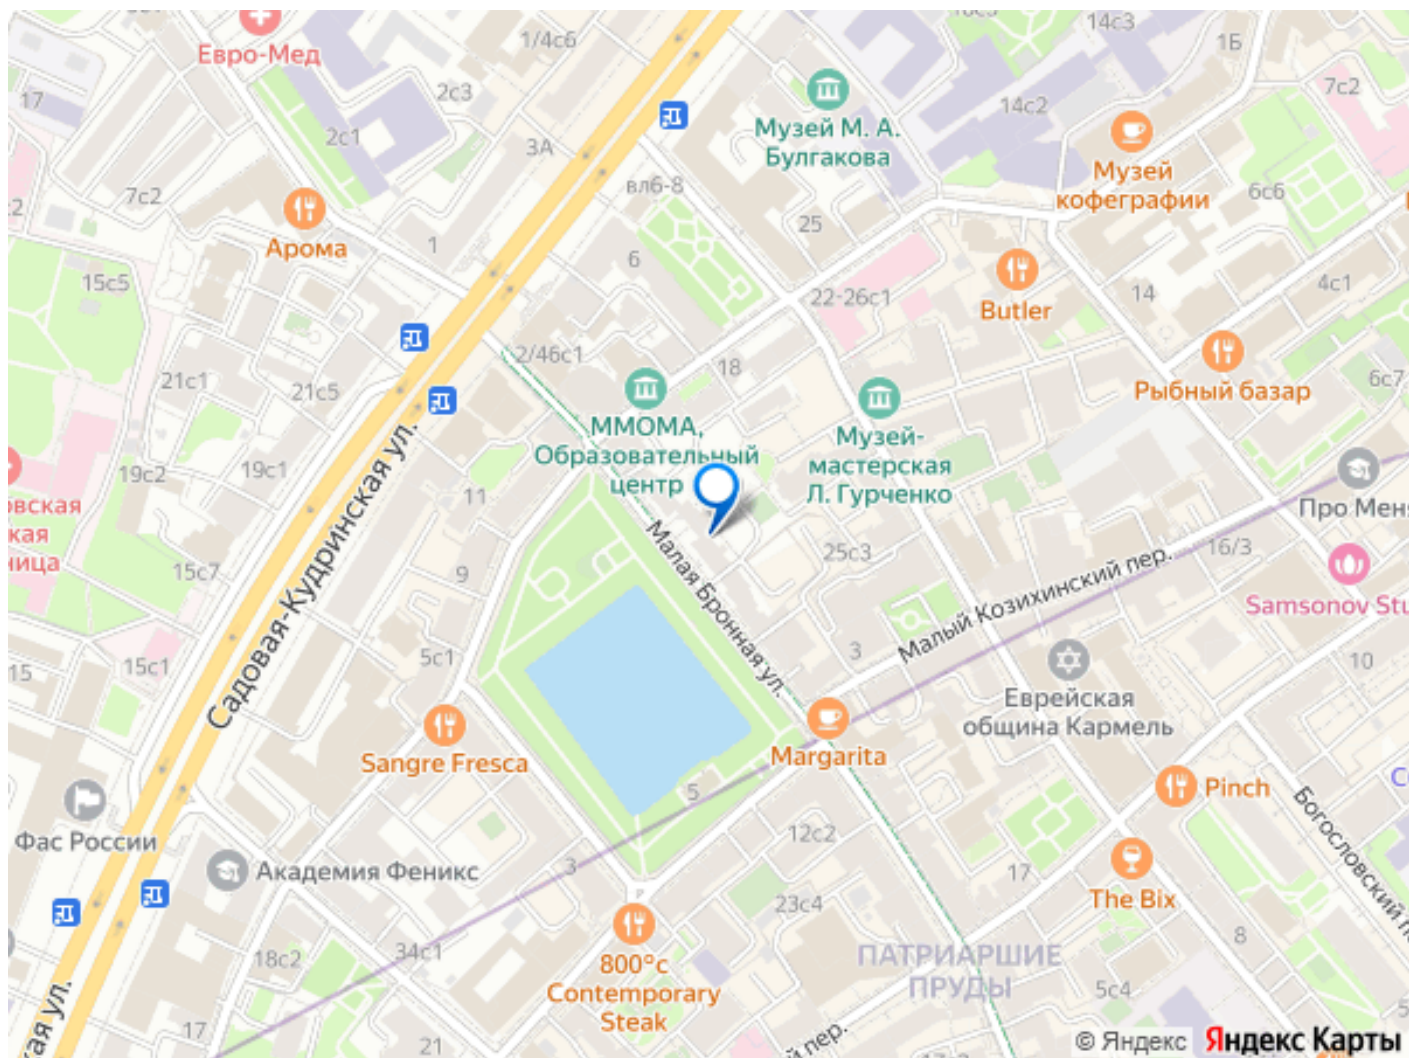 Евро-Мед
1/4с6
2с3
2с1
17
3А
7с2
Арома
1
15с5
вл6-8
6
25
Музей М. А.
Булгакова
14с3
14с2
1Б
7с2
Музей
кофеграфии
6с6
22-26с1
Butler
14
4с1
Рыбный базар
6с7
2/46с1
18
21с1
21с5
19с2
19с1
ММОМА,
Образовательный
центр
Музей-
мастерская
Л. Гурченко
Про Меня
16/3
Samsonov Stu
11
9
15с7
15с1
15
5с1
25с3
3
10
Садовая-Кудринская ул.
Малая Бронная ул.
Малый Козихинский пер.
Еврейская
община Кармель
Sangre Fresca
Margarita
Pinch
The Bix
Богословский п
5
12с2
17
3
23с4
8
5с4
Фас России
Академия Феникс
18с2
34с1
17
21
800°c
Contemporary
Steak
ПАТРИАРШИЕ
ПРУДЫ
пер.
ская ул.
© Яндекс Яндекс Карты